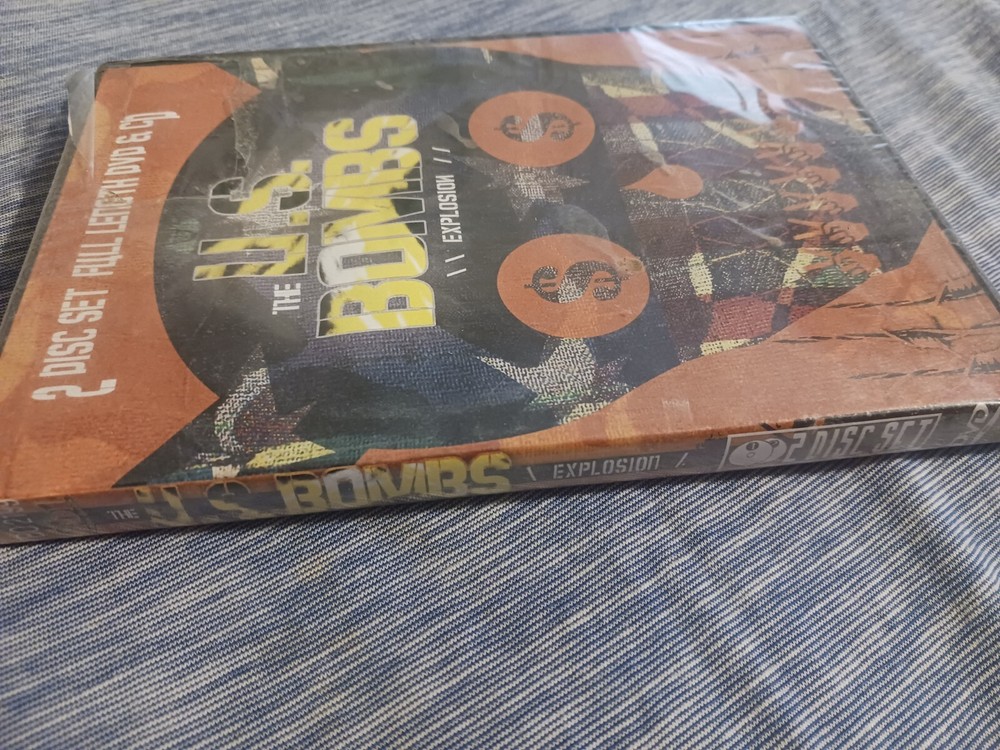 2 DISC SET FULL LENGTH DVD & CD
THE
U.S.
BOMBS
\\ EXPLOSION //
$
$
THE U.S. BOMBS \ EXPLOSION / 2 DISC SET